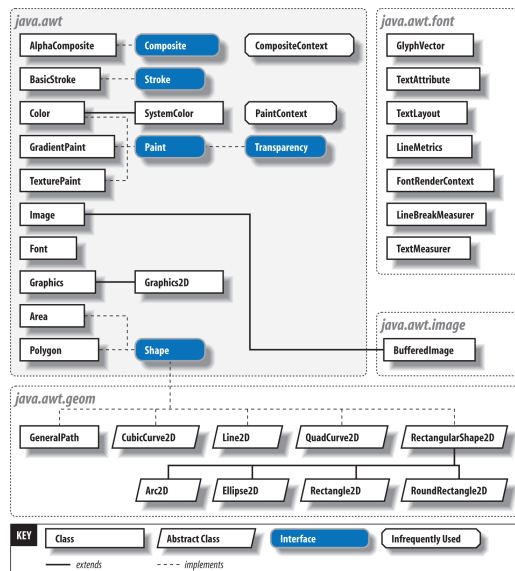 java.awt
AlphaComposite
Composite
CompositeContext
BasicStroke
Stroke
Color
SystemColor
PaintContext
GradientPaint
Paint
Transparency
TexturePaint
Image
Font
Graphics
Graphics2D
Area
Polygon
Shape
java.awt.font
GlyphVector
TextAttribute
TextLayout
LineMetrics
FontRenderContext
LineBreakMeasurer
TextMeasurer
java.awt.image
BufferedImage
java.awt.geom
GeneralPath
CubicCurve2D
Line2D
QuadCurve2D
RectangularShape2D
Arc2D
Ellipse2D
Rectangle2D
RoundRectangle2D
KEY
Class
Abstract Class
Interface
Infrequently Used
extends
implements